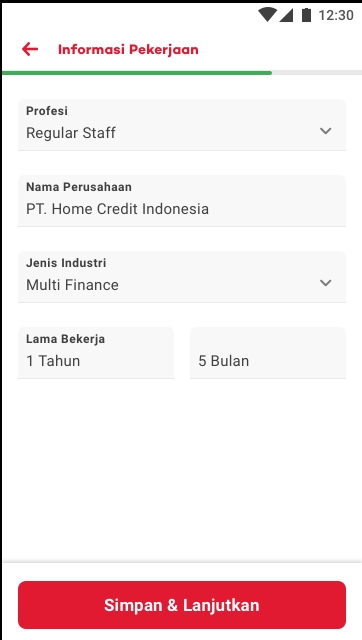 12:30
Informasi Pekerjaan
Profesi
Regular Staff
Nama Perusahaan
PT. Home Credit Indonesia
Jenis Industri
Multi Finance
Lama Bekerja
1 Tahun
5 Bulan
Simpan & Lanjutkan